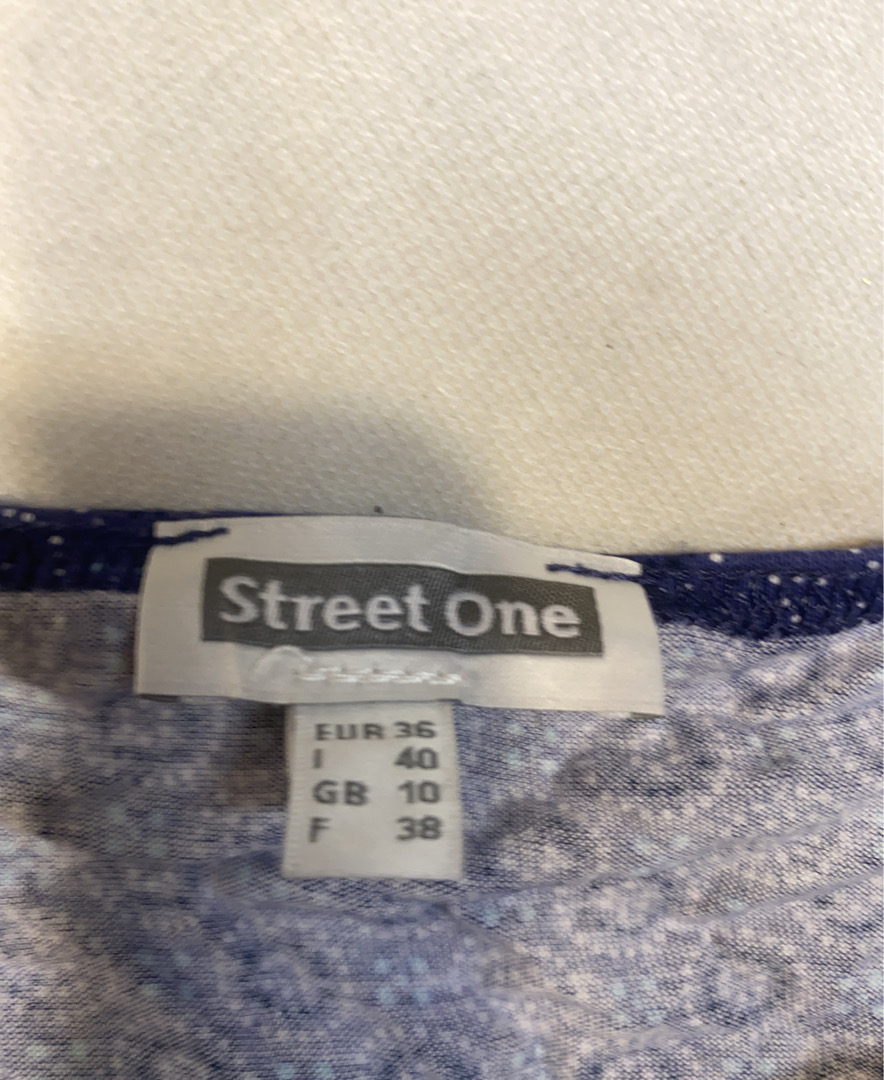 Street One
EUR 36
I 40
GB 10
F 38